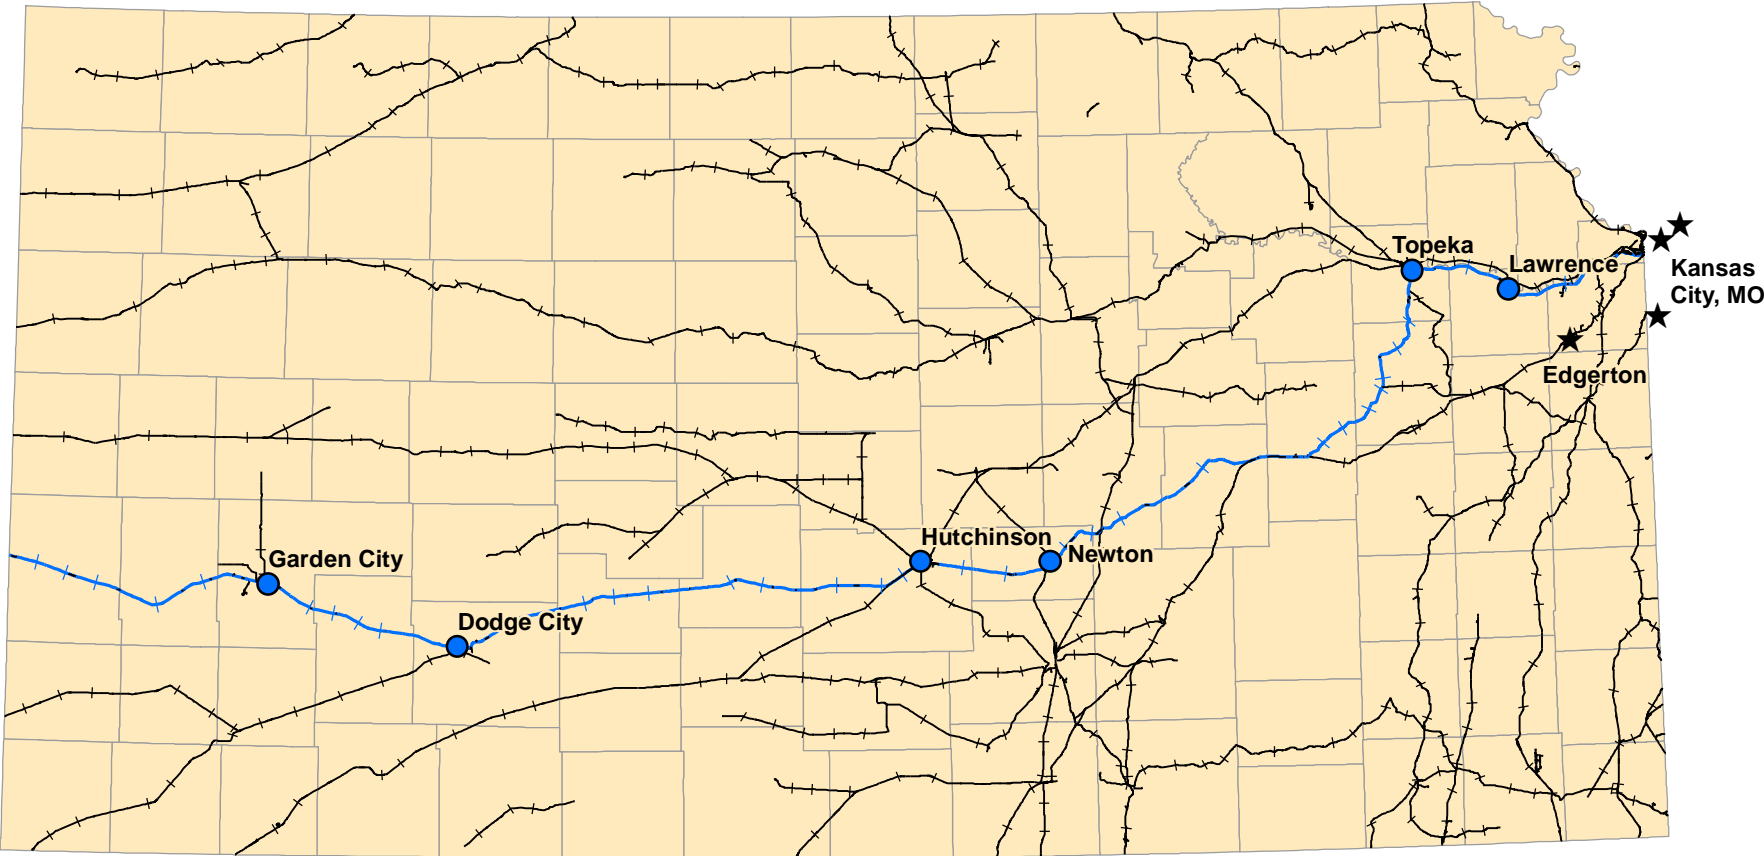 Topeka
Lawrence
Kansas
City, MO
Edgerton
Hutchinson
Newton
Garden City
Dodge City